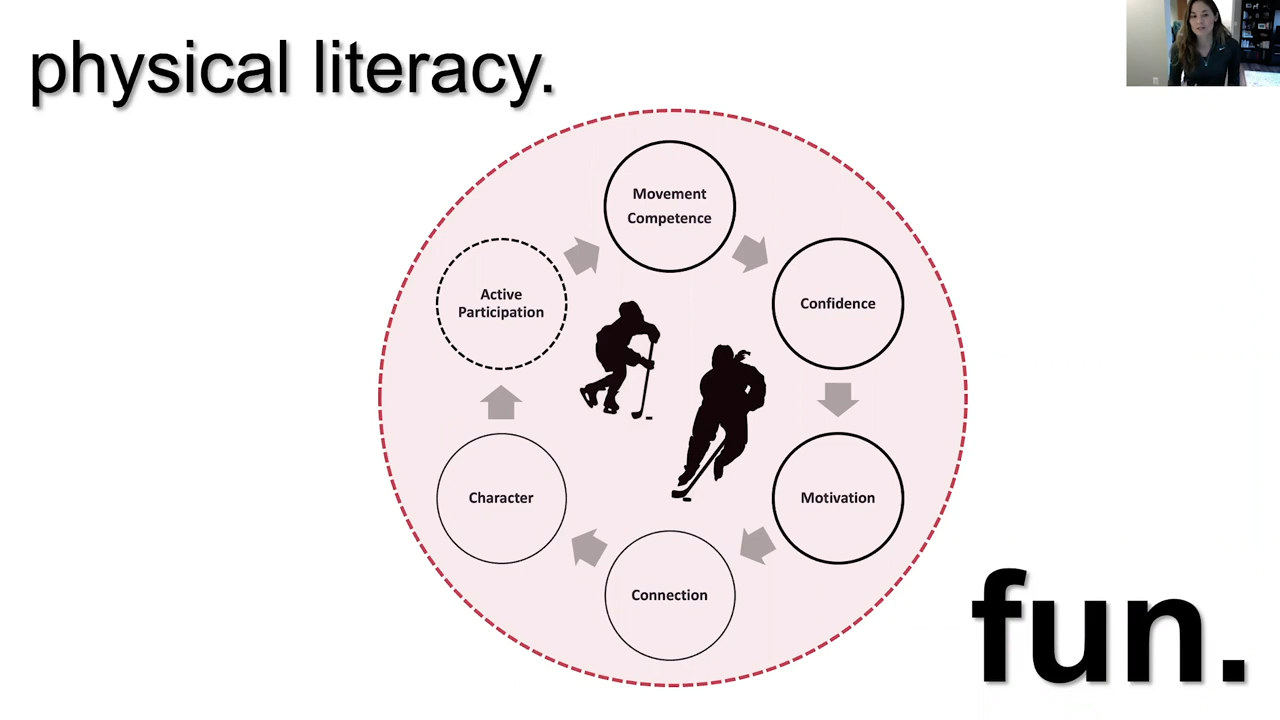 physical literacy.
Movement
Competence
Confidence
Motivation
Connection
Character
Active
Participation
fun.